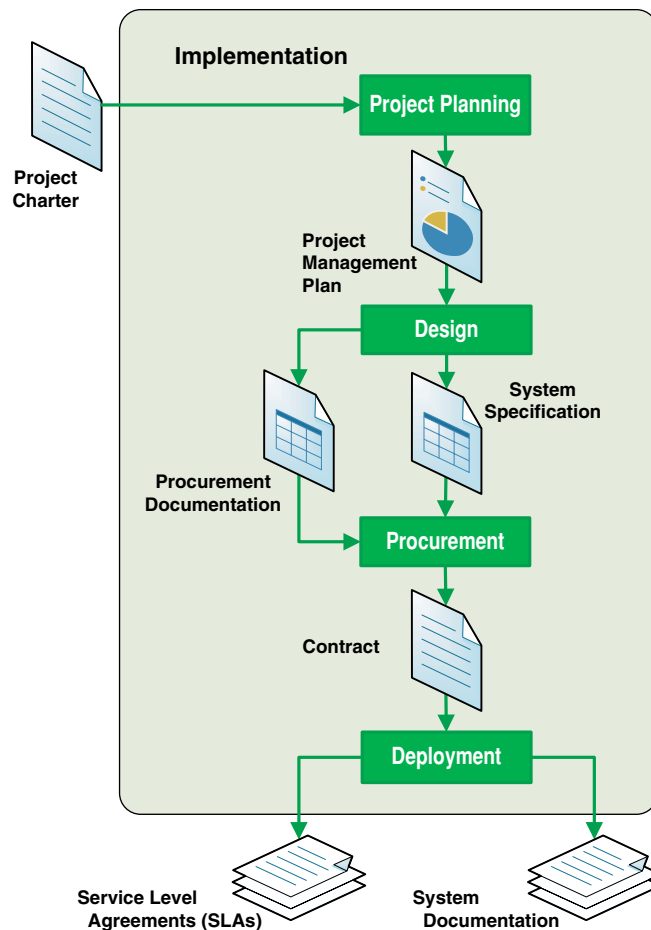 Implementation
Project Planning
Project
Charter
Project
Management
Plan
Design
System
Specification
Procurement
Documentation
Procurement
Contract
Deployment
Service Level
Agreements (SLAs)
System
Documentation